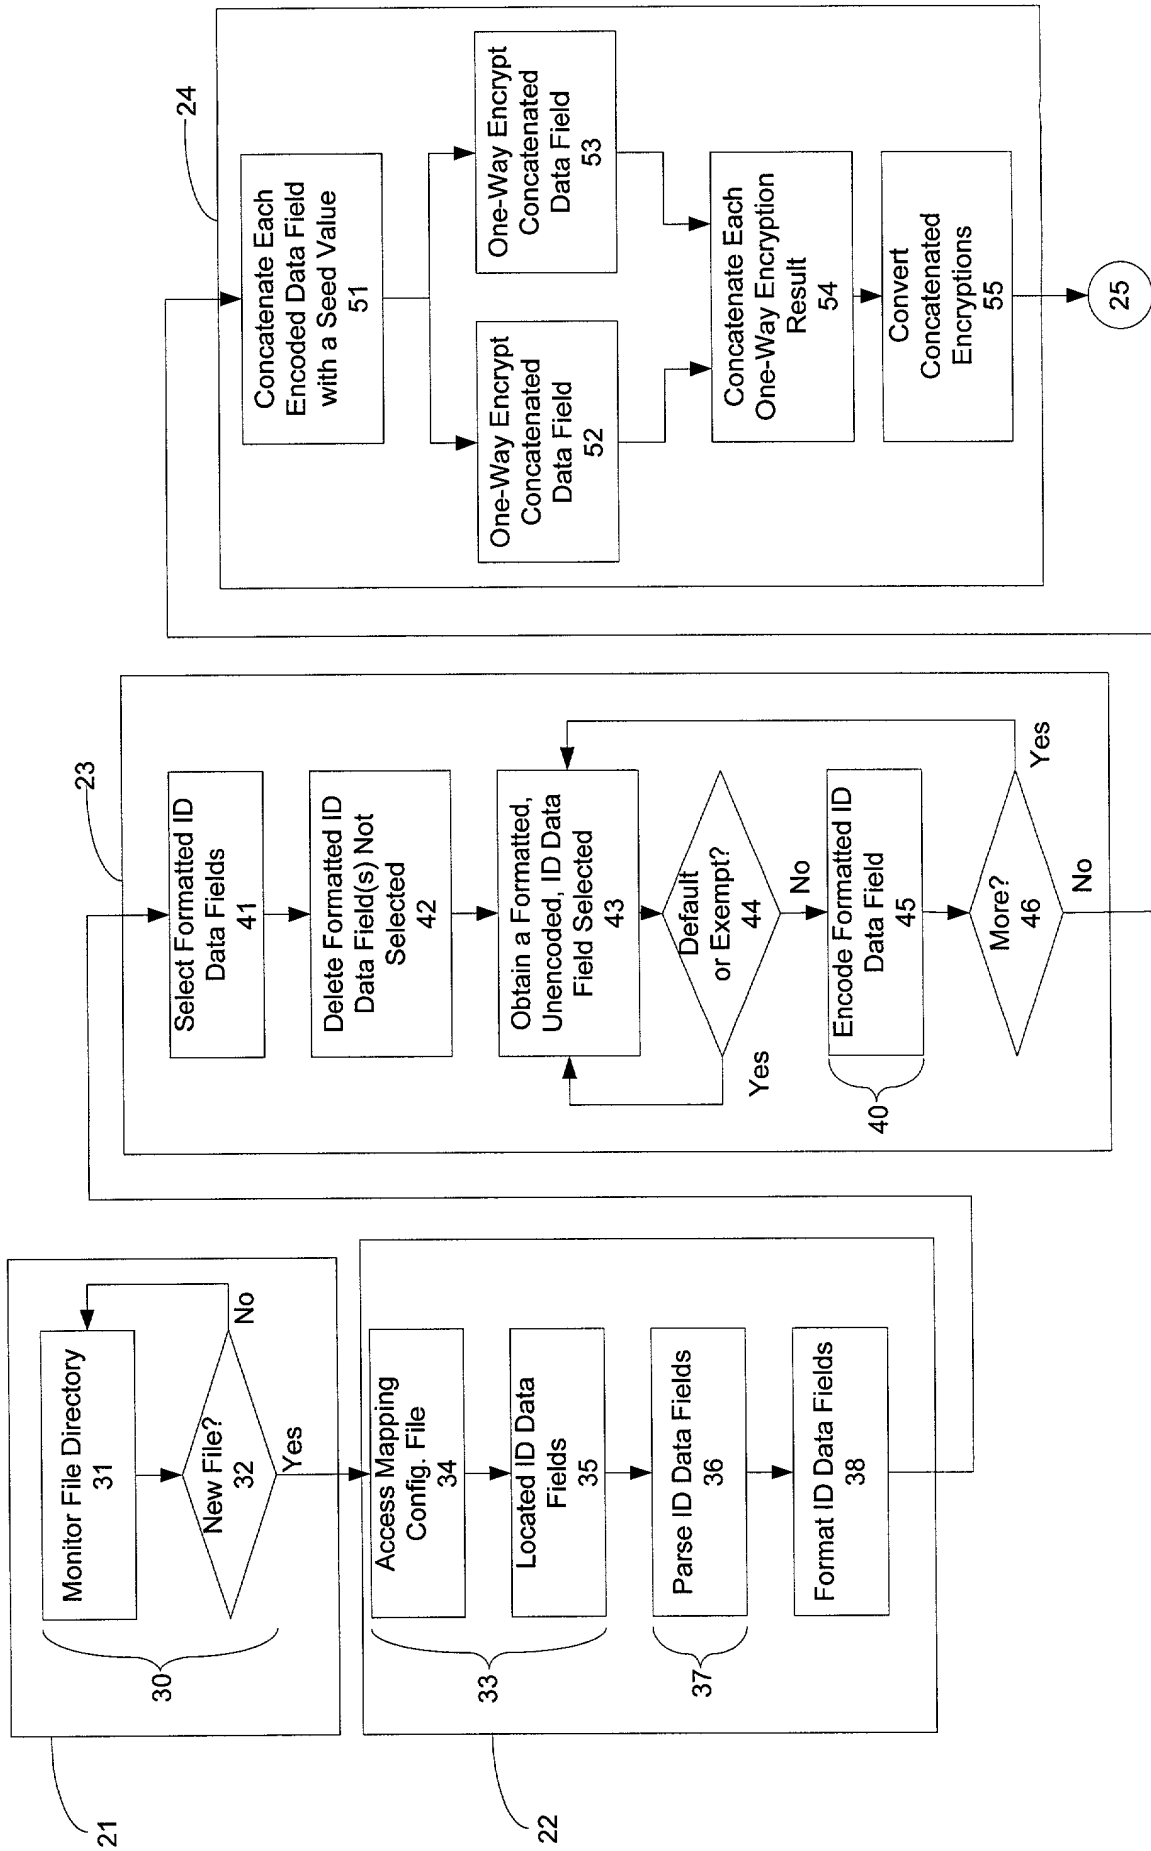 21
30
Monitor File Directory
31
New File?
32
No
Yes
22
33
Access Mapping
Config. File
34
Located ID Data
Fields
35
37
Parse ID Data Fields
36
Format ID Data Fields
38
23
Select Formatted ID
Data Fields
41
Delete Formatted ID
Data Field(s) Not
Selected
42
Obtain a Formatted,
Unencoded, ID Data
Field Selected
43
Default
or Exempt?
44
Yes
No
40
Encode Formatted ID
Data Field
45
More?
46
Yes
No
24
Concatenate Each
Encoded Data Field
with a Seed Value
51
One-Way Encrypt
Concatenated
Data Field
52
One-Way Encrypt
Concatenated
Data Field
53
Concatenate Each
One-Way Encryption
Result
54
Convert
Concatenated
Encryptions
55
25